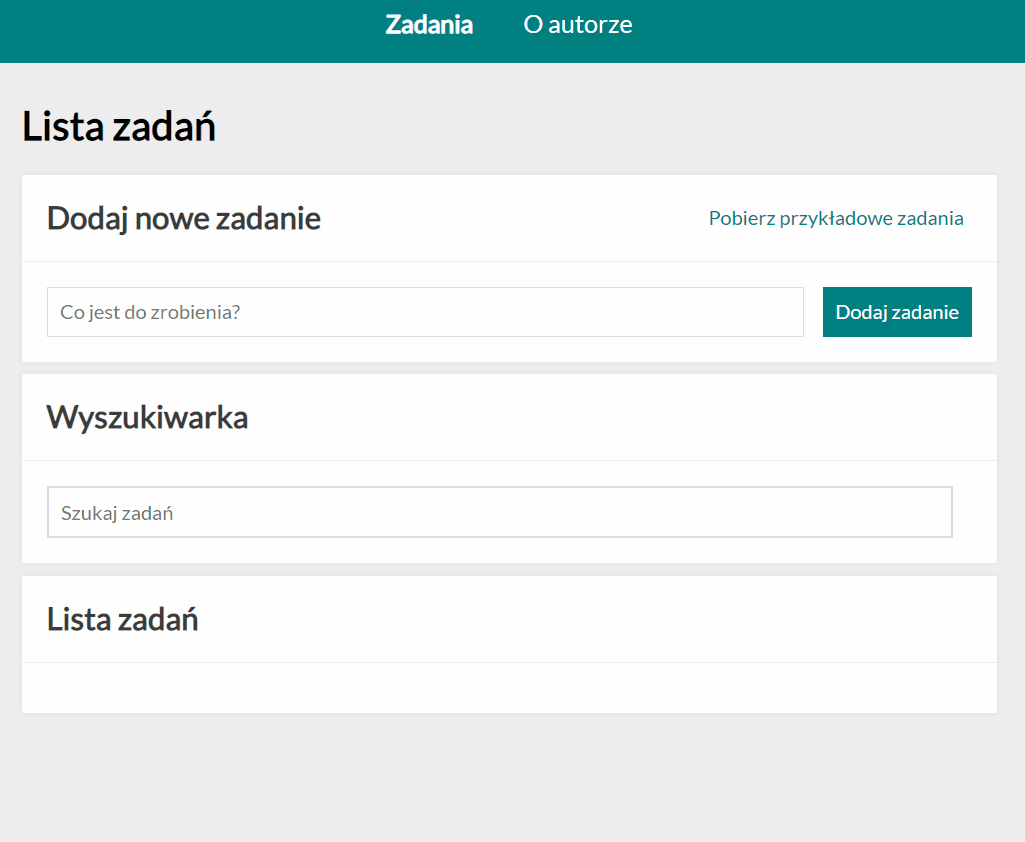 Zadania O autorze
Lista zadań
Dodaj nowe zadanie Pobierz przykładowe zadania
Co jest do zrobienia? Dodaj zadanie
Wyszukiwarka
Szukaj zadań
Lista zadań